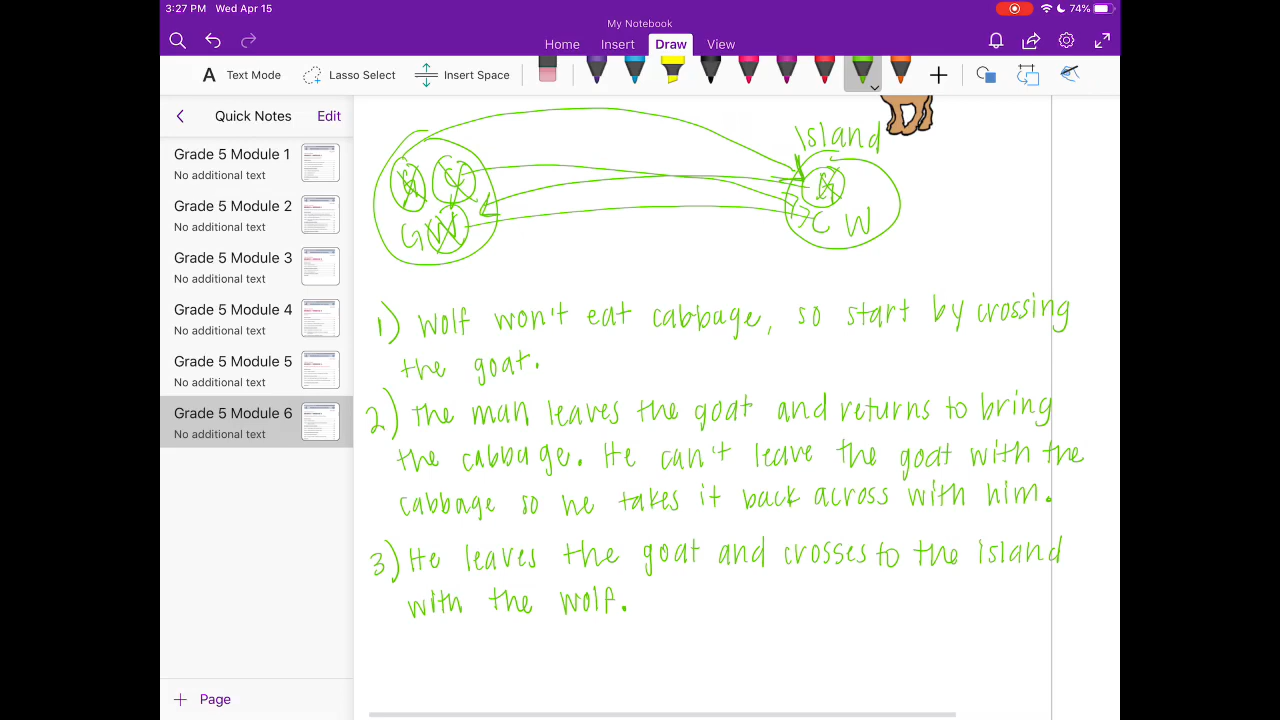 3:27 PM Wed Apr 15
74%
My Notebook
Home Insert Draw View
A Text Mode Lasso Select Insert Space
Quick Notes Edit
Grade 5 Module 1
No additional text
Grade 5 Module 2
No additional text
Grade 5 Module 3
No additional text
Grade 5 Module 4
No additional text
Grade 5 Module 5
No additional text
Grade 5 Module 6
No additional text
Page
Island
C
G W
C W
1) Wolf won't eat cabbage so start by crossing
the goat.
2) The man leaves the goat and returns to bring
the cabbage. He can't leave the goat with the
cabbage so he takes it back across with him.
3) He leaves the goat and crosses to the island
with the wolf.